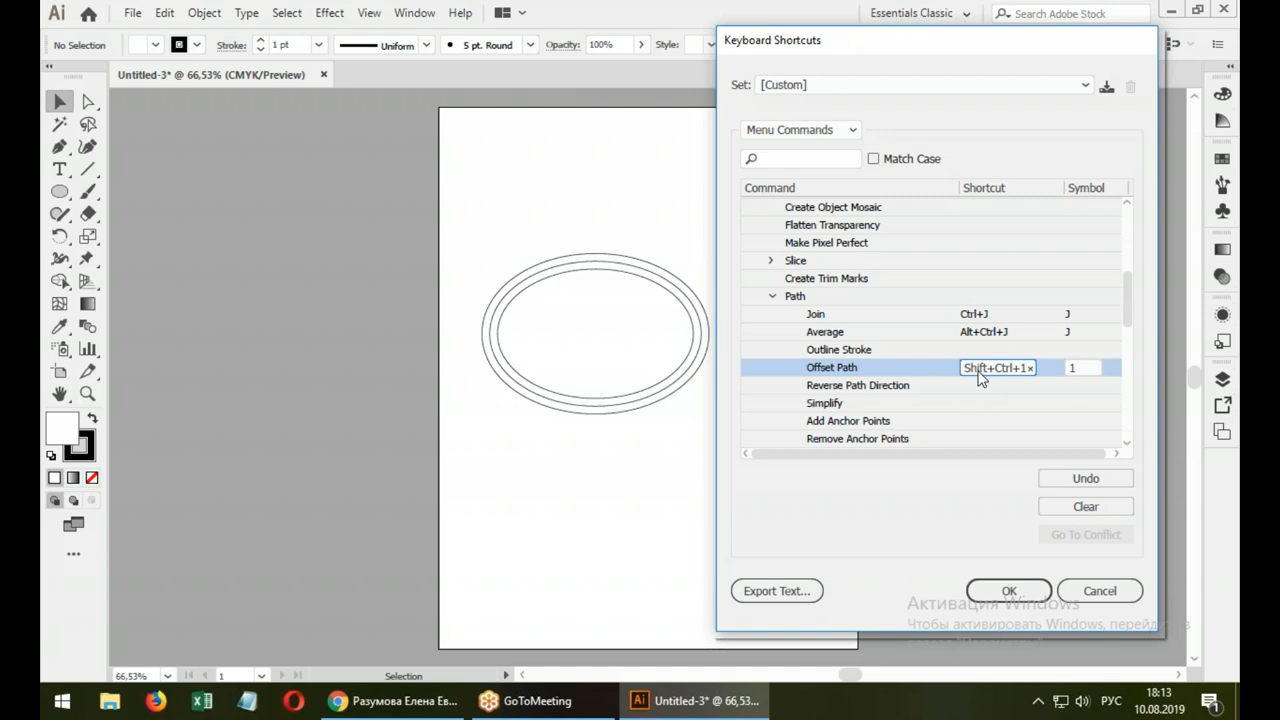 Ai File Edit Object Type Select Effect View Window Help Essentials Classic Search Adobe Stock
No Selection Stroke: 1 pt Uniform 5 pt. Round Opacity: 100% Style:
Untitled-3* @ 66,53% (CMYK/Preview)
Keyboard Shortcuts
Set: [Custom]
Menu Commands
Match Case
Command Shortcut Symbol
Create Object Mosaic
Flatten Transparency
Make Pixel Perfect
Slice
Create Trim Marks
Path
Join Ctrl+J J
Average Alt+Ctrl+J J
Outline Stroke
Offset Path Shift+Ctrl+1 1
Reverse Path Direction
Simplify
Add Anchor Points
Remove Anchor Points
Undo
Clear
Go To Conflict
Export Text... OK Cancel
Активация Windows
Чтобы активировать Windows, перейдите в
66,53% 1 Selection
Разумова Елена Ев... GoToMeeting Untitled-3* @ 66,53... РУС 18:13
10.08.2019 1